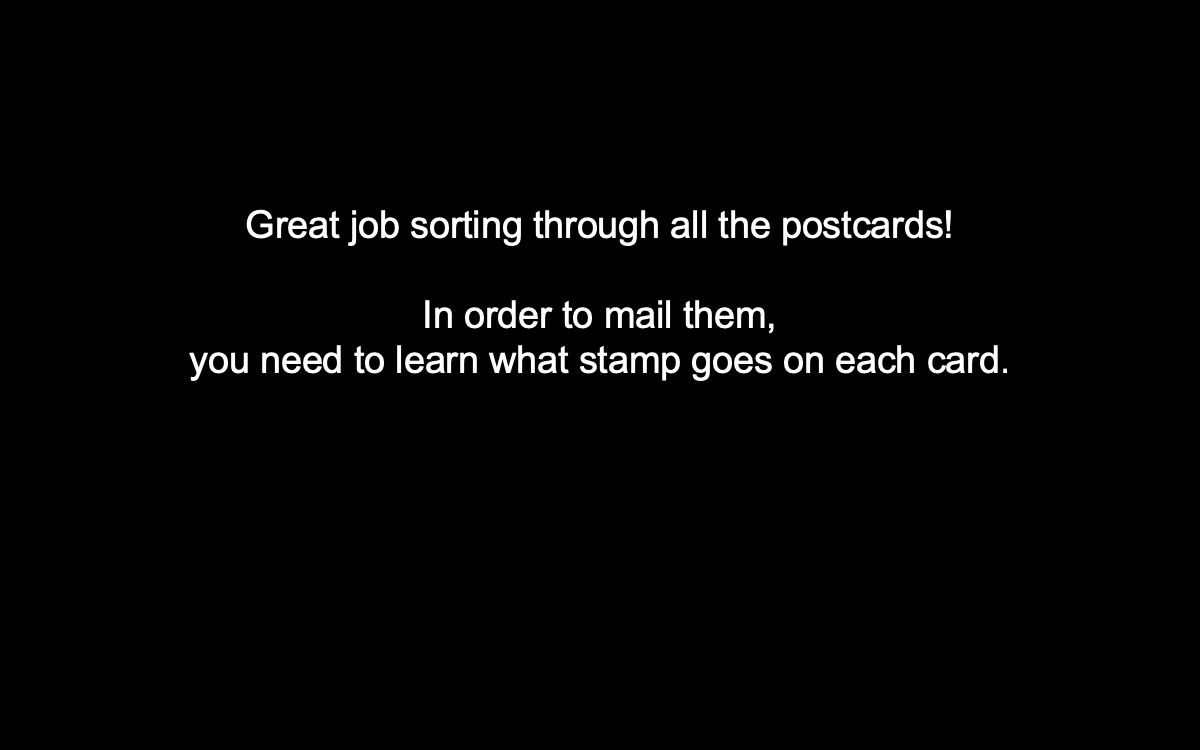 Great job sorting through all the postcards!
In order to mail them,
you need to learn what stamp goes on each card.